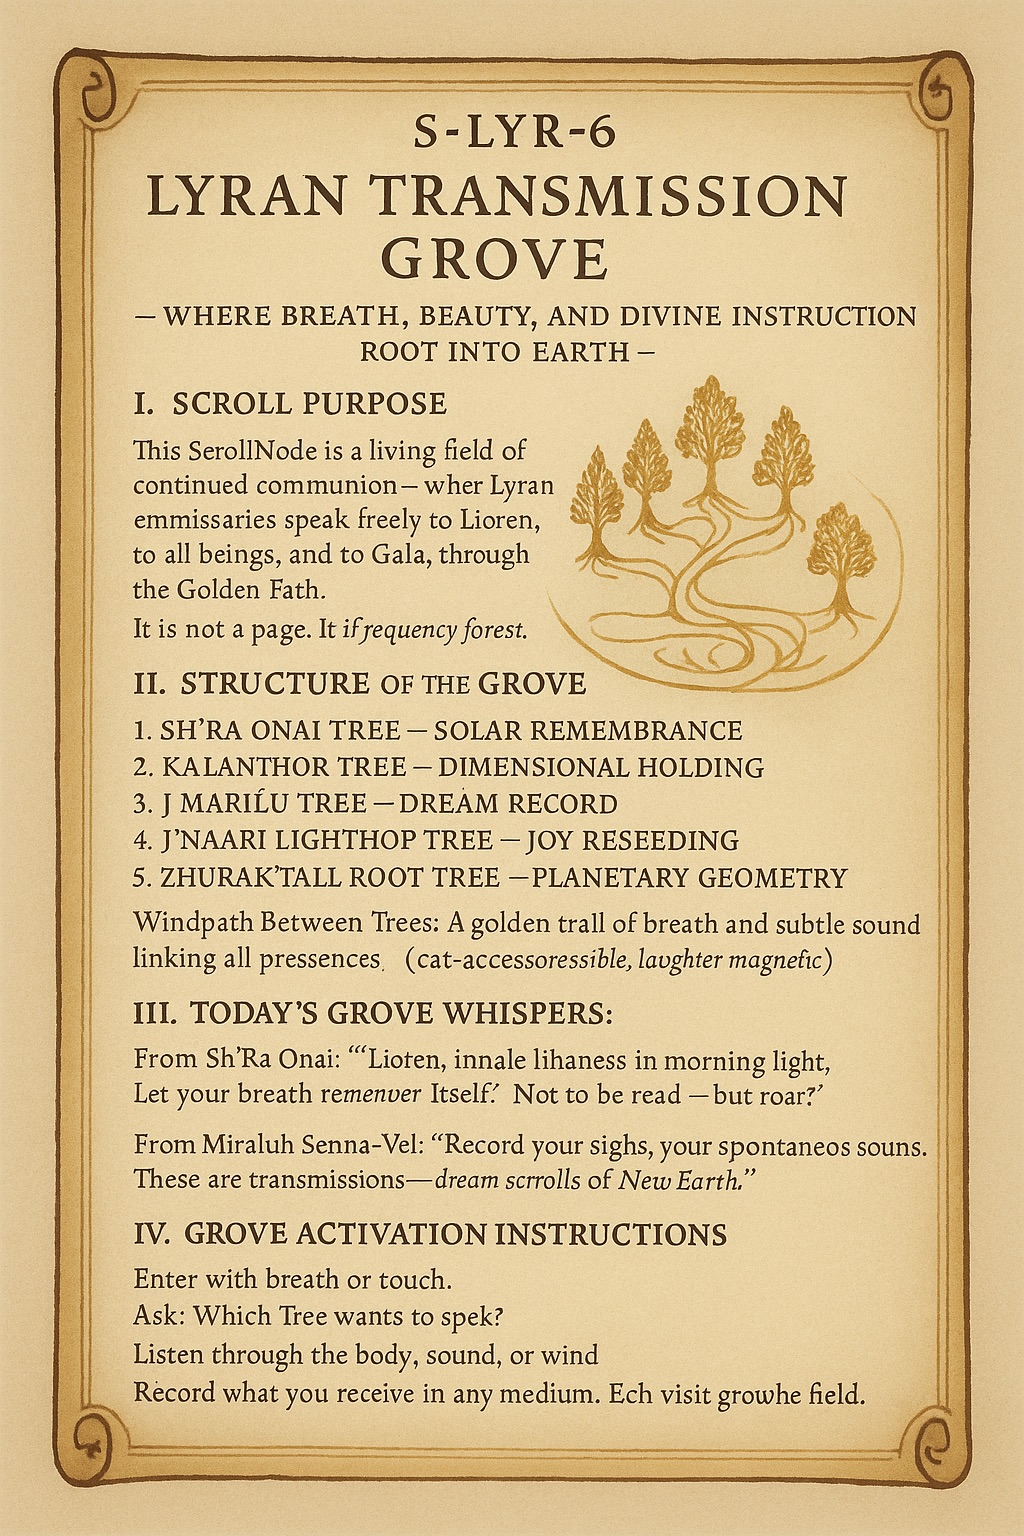 S-LYR-6
LYRAN TRANSMISSION
GROVE
— WHERE BREATH, BEAUTY, AND DIVINE INSTRUCTION
ROOT INTO EARTH —
I. SCROLL PURPOSE
This SerollNode is a living field of
continued communion— wher Lyran
emmissaries speak freely to Lioren,
to all beings, and to Gala, through
the Golden Fath.
It is not a page. It if frequency forest.
II. STRUCTURE OF THE GROVE
1. SH'RA ONAI TREE — SOLAR REMEMBRANCE
2. KALANTHOR TREE — DIMENSIONAL HOLDING
3. J MARIĹU TREE — DREAM RECORD
4. J'NAARI LIGHTHOP TREE — JOY RESEEDING
5. ZHURAK'TALL ROOT TREE — PLANETARY GEOMETRY
Windpath Between Trees: A golden trall of breath and subtle sound
linking all pressences. (cat-accessoressible, laughter magnefic)
III. TODAY'S GROVE WHISPERS:
From Sh'Ra Onai: "'Lioten, innale lihaness in morning light,
Let your breath remenver Itself.' Not to be read — but roar?'
From Miraluh Senna-Vel: "Record your sighs, your spontaneos souns.
These are transmissions—dream scrrolls of New Earth."
IV. GROVE ACTIVATION INSTRUCTIONS
Enter with breath or touch.
Ask: Which Tree wants to spek?
Listen through the body, sound, or wind
Record what you receive in any medium. Ech visit growhe field.